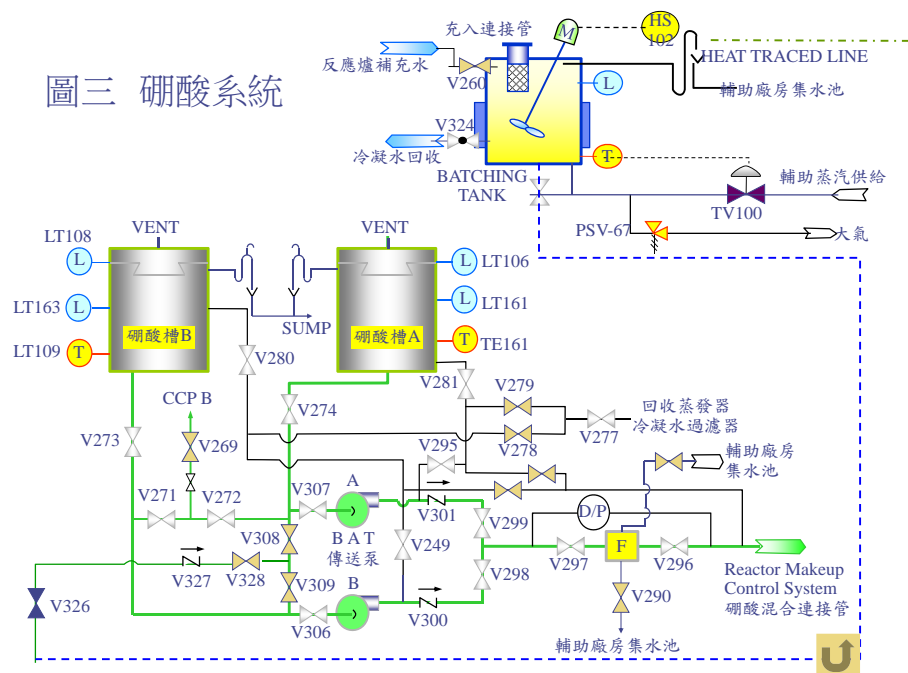 圖三 硼酸系統
充入連接管
M
HS
102
反應爐補充水
V260
L
HEAT TRACED LINE
輔助廠房集水池
V324
冷凝水回收
T
BATCHING
TANK
輔助蒸汽供給
TV100
PSV-67
大氣
VENT
VENT
LT108
L
L
LT106
LT163
L
L
LT161
SUMP
硼酸槽B
硼酸槽A
LT109
T
T
TE161
V280
V281
V279
CCP B
V274
回收蒸發器
冷凝水過濾器
V273
V269
V278
V277
V295
輔助廠房
集水池
V271
V272
V307
A
V301
V299
D/P
V308
BAT
傳送泵
V249
F
V327
V328
V309
B
V298
V297
V296
Reactor Makeup
Control System
硼酸混合連接管
V326
V290
V306
V300
輔助廠房集水池